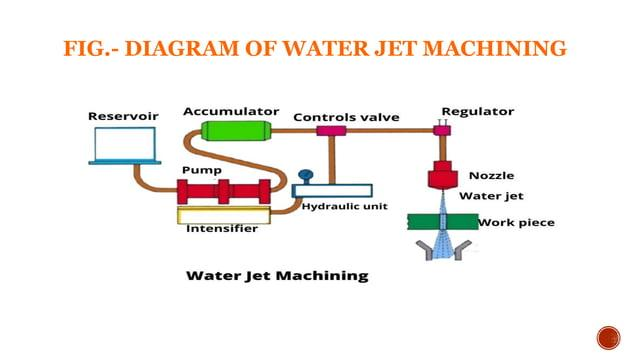 FIG.- DIAGRAM OF WATER JET MACHINING
Reservoir
Accumulator
Controls valve
Regulator
Pump
Nozzle
Water jet
Hydraulic unit
Work piece
Intensifier
Water Jet Machining